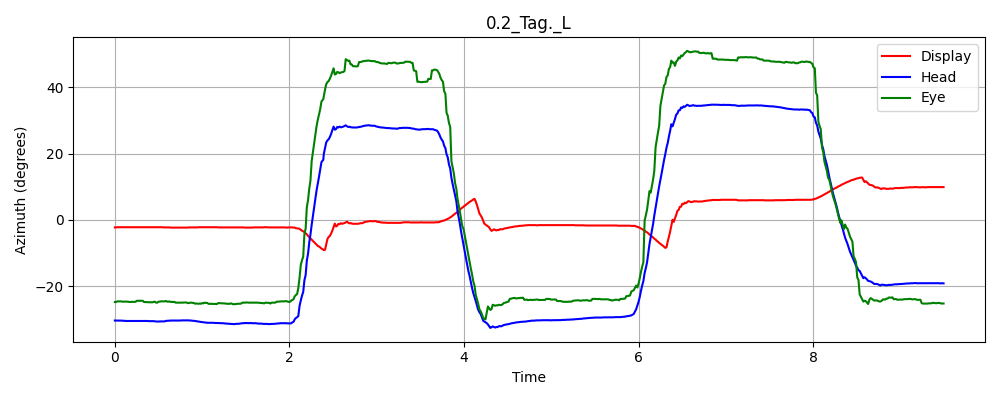 0.2_Tag._L
Display
Head
Eye
Azimuth (degrees)
40
20
0
−20
0 2 4 6 8
Time